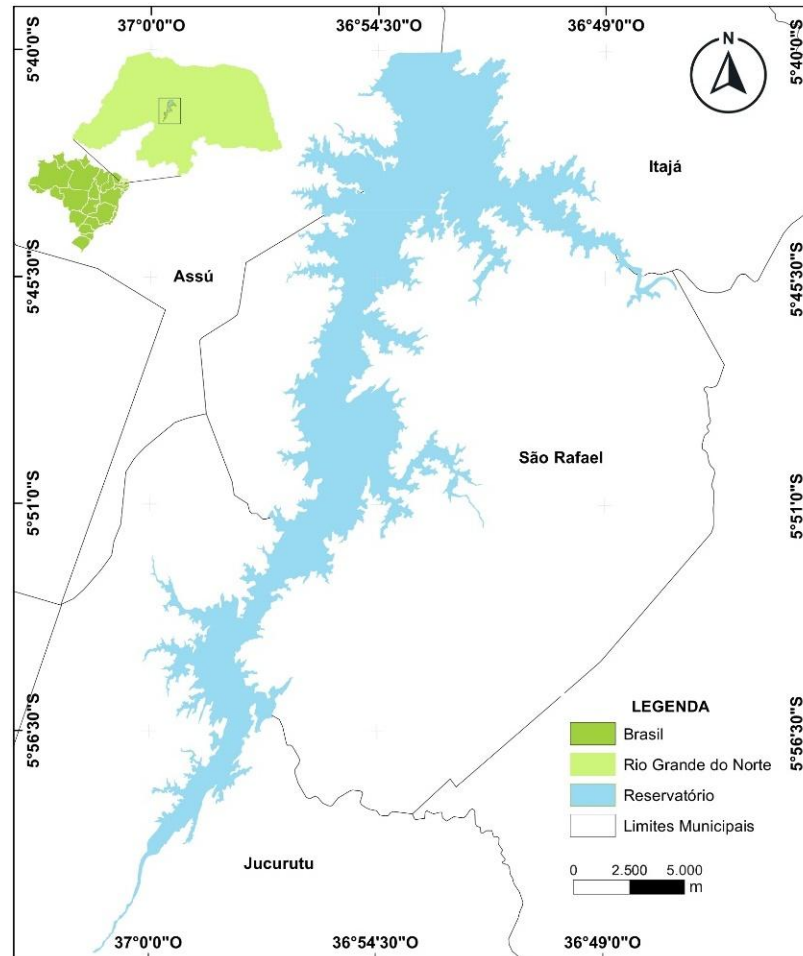 37°0'0"O
36°54'30"O
36°49'0"O
5°40'0"S
5°40'0"S
N
Itajá
Assú
5°45'30"S
5°45'30"S
São Rafael
5°51'0"S
5°51'0"S
LEGENDA
Brasil
Rio Grande do Norte
Reservatório
Limites Municipais
5°56'30"S
5°56'30"S
Jucurutu
0 2.500 5.000
m
37°0'0"O
36°54'30"O
36°49'0"O